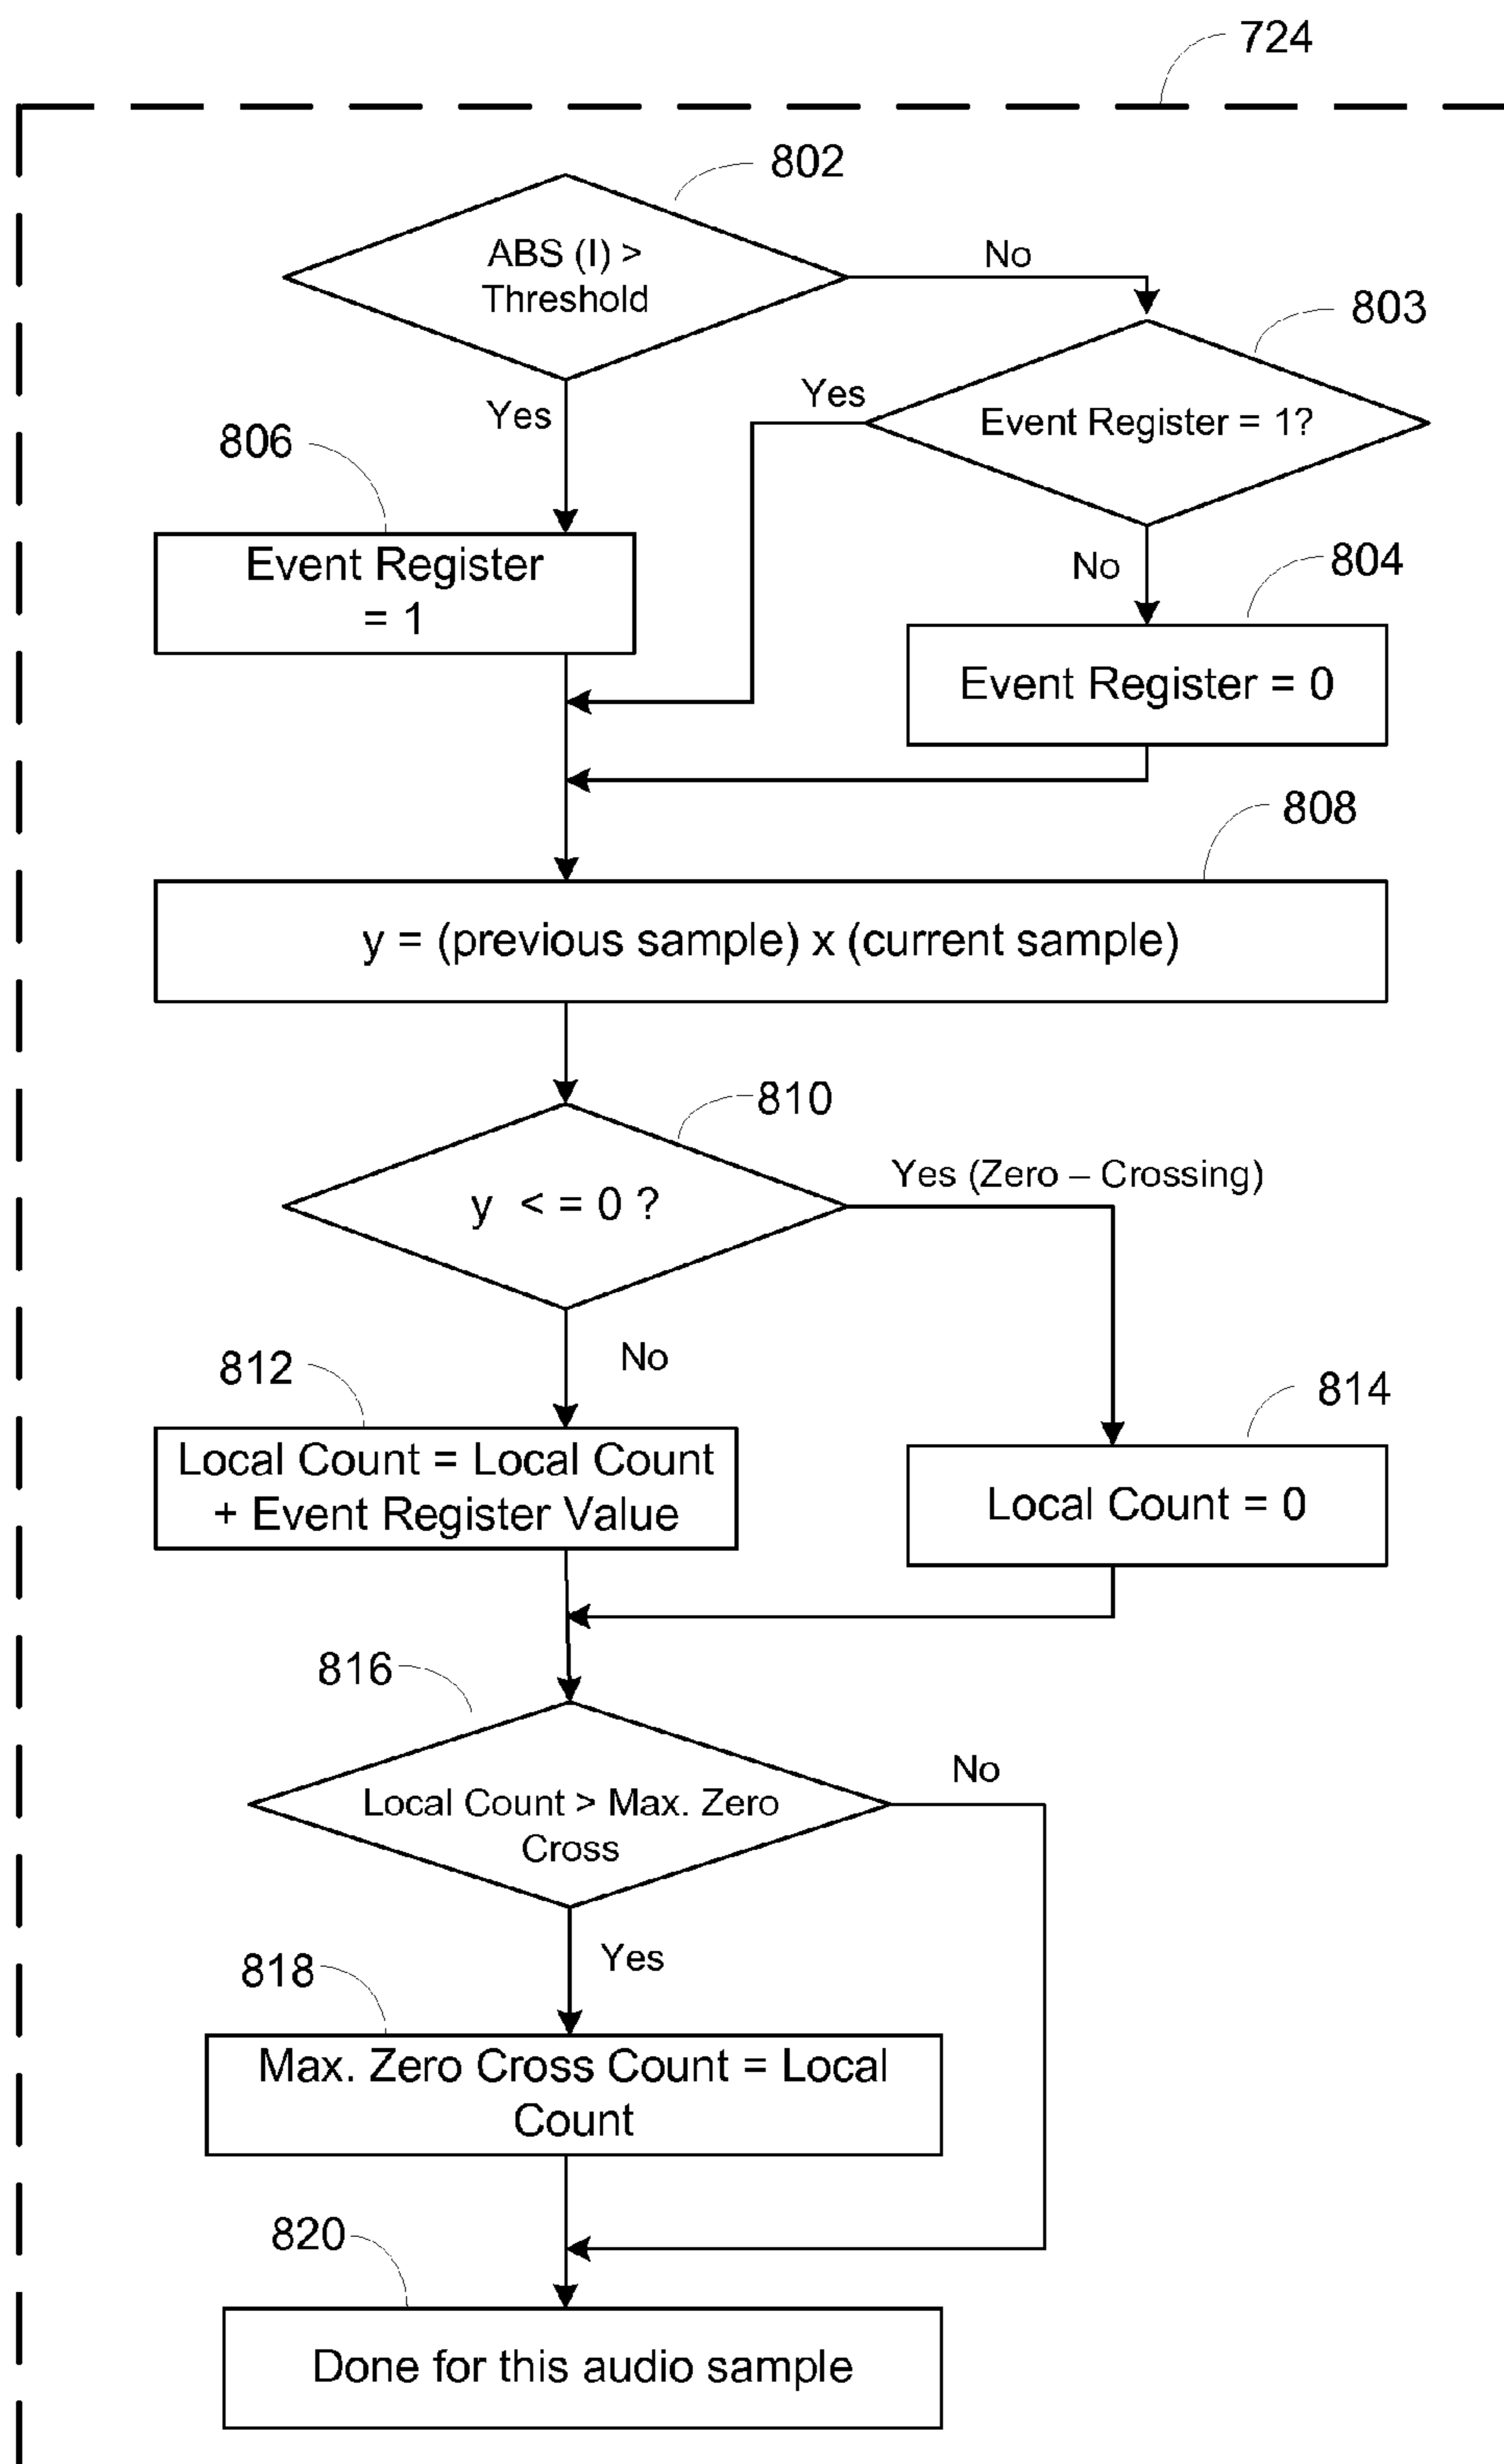 724
802
ABS (I) >
Threshold
No
803
Event Register = 1?
Yes
Yes
806
Event Register
= 1
No
804
Event Register = 0
808
y = (previous sample) x (current sample)
810
y < = 0 ?
Yes (Zero – Crossing)
No
812
Local Count = Local Count
+ Event Register Value
814
Local Count = 0
816
Local Count > Max. Zero
Cross
No
Yes
818
Max. Zero Cross Count = Local
Count
820
Done for this audio sample